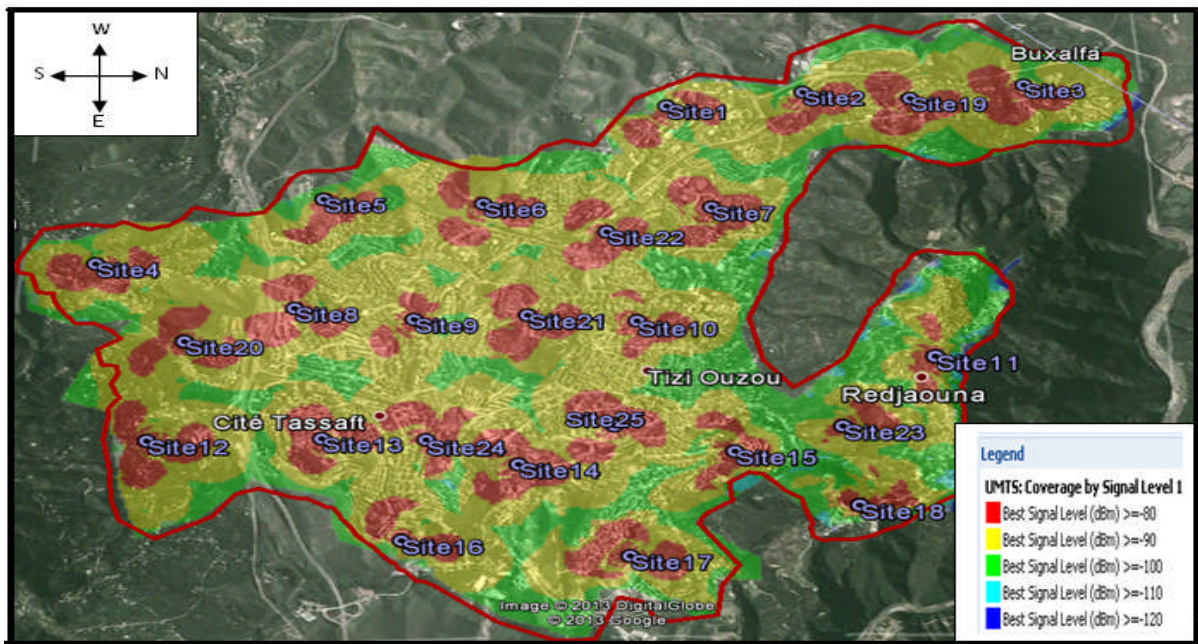 W
S N
E
Buxalfa
Site1
Site2
Site19
Site3
Site5
Site6
Site7
Site22
Site4
Site8
Site9
Site21
Site10
Site20
Site11
Tizi Ouzou
Redjaouna
Cité Tassaft
Site25
Site12
Site13
Site24
Site23
Site14
Site15
Site18
Site16
Site17
Image © 2013 DigitalGlobe
© 2013 Google
Legend
UMTS: Coverage by Signal Level 1
Best Signal Level (dBm) >=-80
Best Signal Level (dBm) >=-90
Best Signal Level (dBm) >=-100
Best Signal Level (dBm) >=-110
Best Signal Level (dBm) >=-120